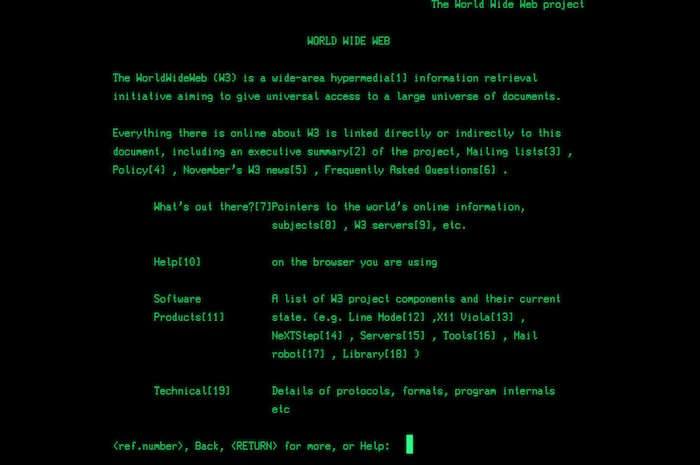 The World Wide Web project
WORLD WIDE WEB
The WorldWideWeb (W3) is a wide-area hypermedia[1] information retrieval
initiative aiming to give universal access to a large universe of documents.
Everything there is online about W3 is linked directly or indirectly to this
document, including an executive summary[2] of the project, Mailing lists[3] ,
Policy[4] , November's W3 news[5] , Frequently Asked Questions[6] .
What's out there?[7]Pointers to the world's online information,
subjects[8] , W3 servers[9], etc.
Help[10] on the browser you are using
Software A list of W3 project components and their current
Products[11] state. (e.g. Line Mode[12] ,X11 Viola[13] ,
NeXTStep[14] , Servers[15] , Tools[16] , Mail
robot[17] , Library[18] )
Technical[19] Details of protocols, formats, program internals
etc
<ref.number>, Back, <RETURN> for more, or Help: